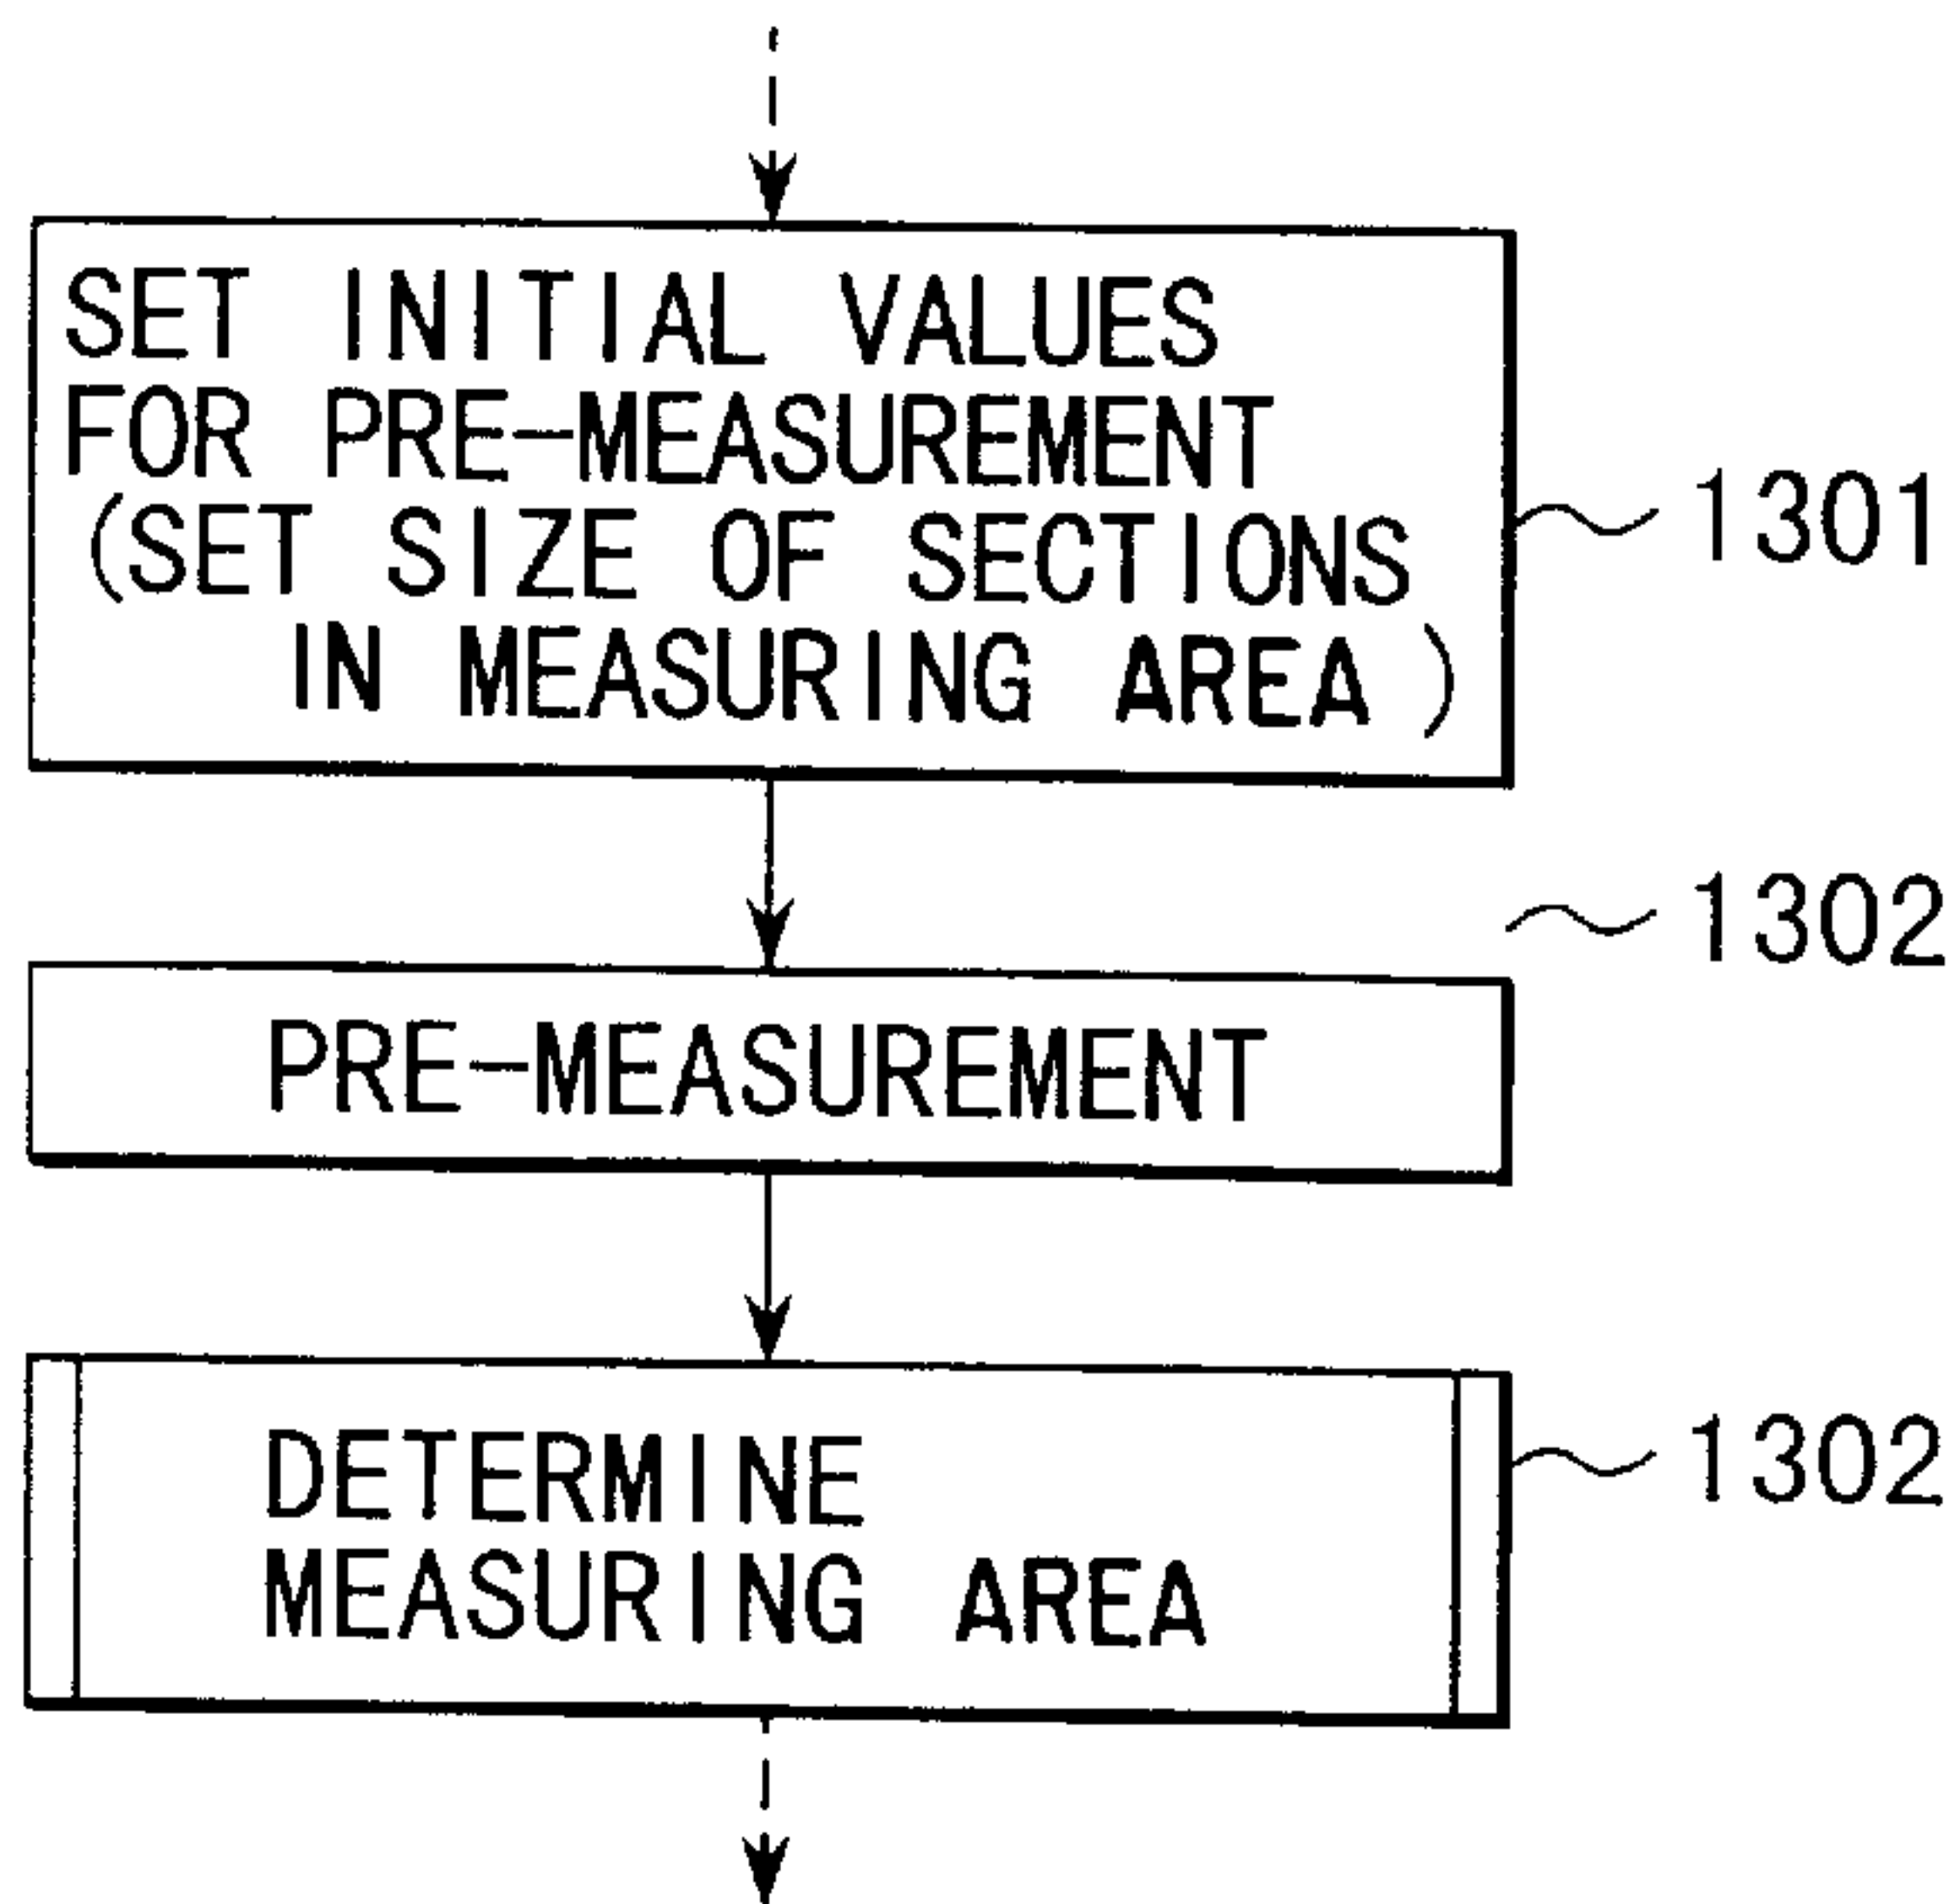 SET INITIAL VALUES
FOR PRE-MEASUREMENT
(SET SIZE OF SECTIONS
IN MEASURING AREA)
1301
1302
PRE-MEASUREMENT
DETERMINE
MEASURING AREA
1302